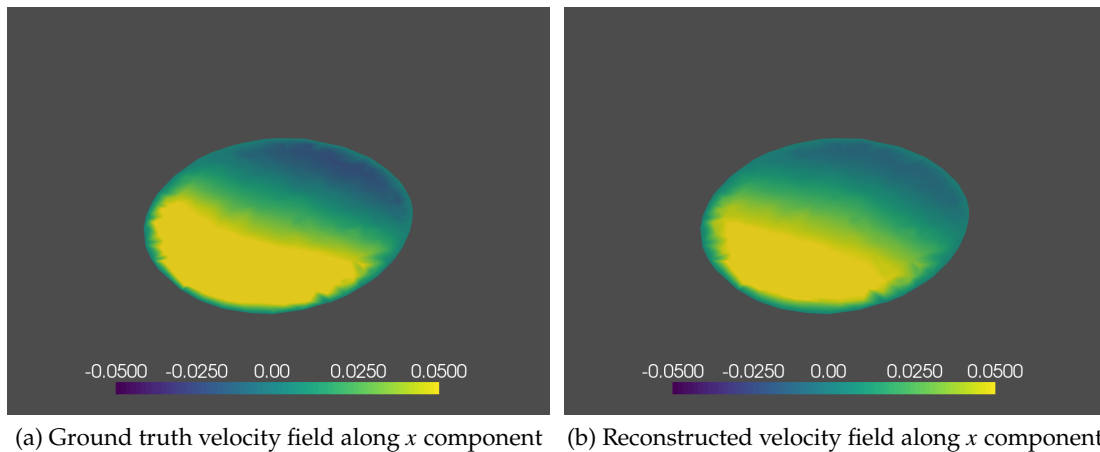 -0.0500 -0.0250 0.00 0.0250 0.0500
-0.0500 -0.0250 0.00 0.0250 0.0500
(a) Ground truth velocity field along x component
(b) Reconstructed velocity field along x component